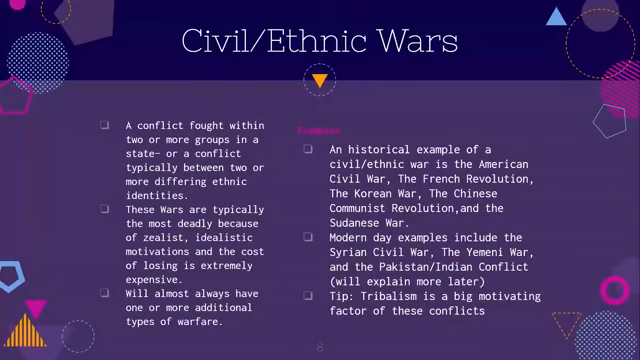 Civil/Ethnic Wars
A conflict fought within
two or more groups in a
state- or a conflict
typically between two or
more differing ethnic
identities.
These Wars are typically
the most deadly because
of zealist, idealistic
motivations and the cost
of losing is extremely
expensive.
Will almost always have
one or more additional
types of warfare.
Examples
An historical example of a
civil/ethnic war is the American
Civil War, The French Revolution,
The Korean War, The Chinese
Communist Revolution,and the
Sudanese War.
Modern day examples include the
Syrian Civil War, The Yemeni War,
and the Pakistan/Indian Conflict
(will explain more later)
Tip: Tribalism is a big motivating
factor of these conflicts
8